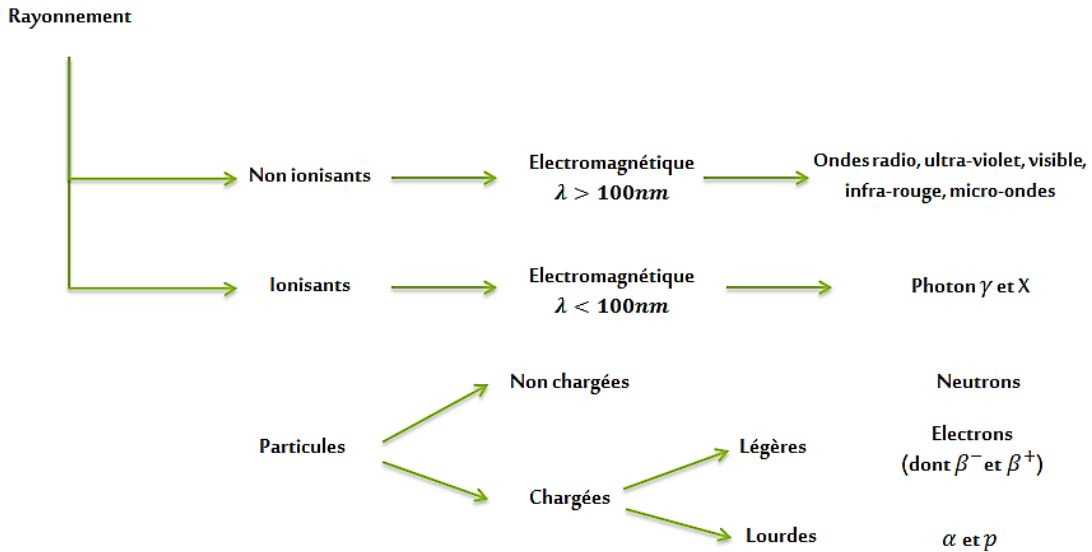 Rayonnement
Non ionisants
Electromagnétique
λ > 100nm
Ondes radio, ultra-violet, visible,
infra-rouge, micro-ondes
Ionisants
Electromagnétique
λ < 100nm
Photon γ et X
Non chargées
Neutrons
Particules
Légères
Electrons
(dont β⁻ et β⁺)
Chargées
Lourdes
α et p